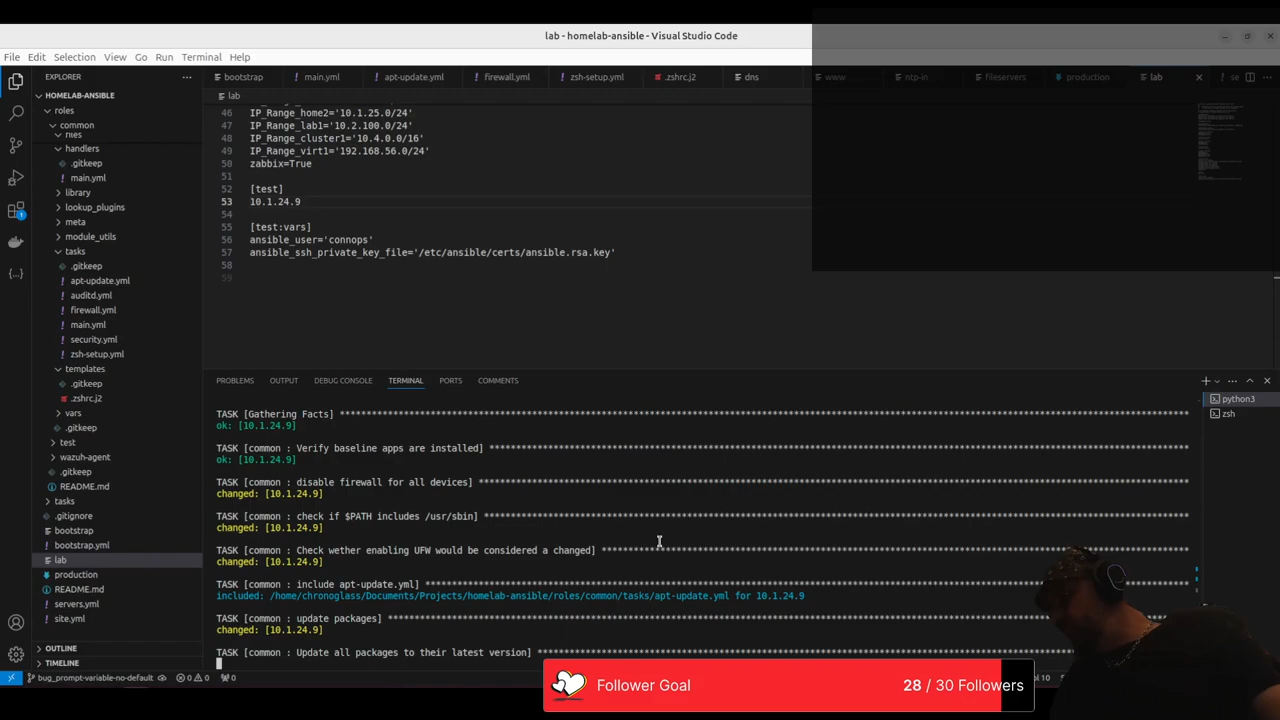 lab - homelab-ansible - Visual Studio Code
File Edit Selection View Go Run Terminal Help
EXPLORER
bootstrap main.yml apt-update.yml firewall.yml zsh-setup.yml .zshrc.j2 dns www ntp-in fileservers production lab se
HOMELAB-ANSIBLE
lab
roles
common
files
handlers
.gitkeep
main.yml
library
lookup_plugins
meta
module_utils
tasks
.gitkeep
apt-update.yml
auditd.yml
firewall.yml
main.yml
security.yml
zsh-setup.yml
templates
.gitkeep
.zshrc.j2
vars
.gitkeep
test
wazuh-agent
.gitkeep
README.md
tasks
.gitignore
bootstrap
bootstrap.yml
lab
production
README.md
servers.yml
site.yml
OUTLINE
TIMELINE
46 IP_Range_home2='10.1.25.0/24'
47 IP_Range_lab1='10.2.100.0/24'
48 IP_Range_cluster1='10.4.0.0/16'
49 IP_Range_virt1='192.168.56.0/24'
50 zabbix=True
51
52 [test]
53 10.1.24.9
54
55 [test:vars]
56 ansible_user='connops'
57 ansible_ssh_private_key_file='/etc/ansible/certs/ansible.rsa.key'
58
59
PROBLEMS OUTPUT DEBUG CONSOLE TERMINAL PORTS COMMENTS
python3
zsh
TASK [Gathering Facts] ***
ok: [10.1.24.9]
TASK [common : Verify baseline apps are installed] ***
ok: [10.1.24.9]
TASK [common : disable firewall for all devices] ***
changed: [10.1.24.9]
TASK [common : check if $PATH includes /usr/sbin] ***
changed: [10.1.24.9]
TASK [common : Check wether enabling UFW would be considered a changed] ***
changed: [10.1.24.9]
TASK [common : include apt-update.yml] ***
included: /home/chronoglass/Documents/Projects/homelab-ansible/roles/common/tasks/apt-update.yml for 10.1.24.9
TASK [common : update packages] ***
changed: [10.1.24.9]
TASK [common : Update all packages to their latest version] ***
Follower Goal 28 / 30 Followers
bug_prompt-variable-no-default 0 0 0